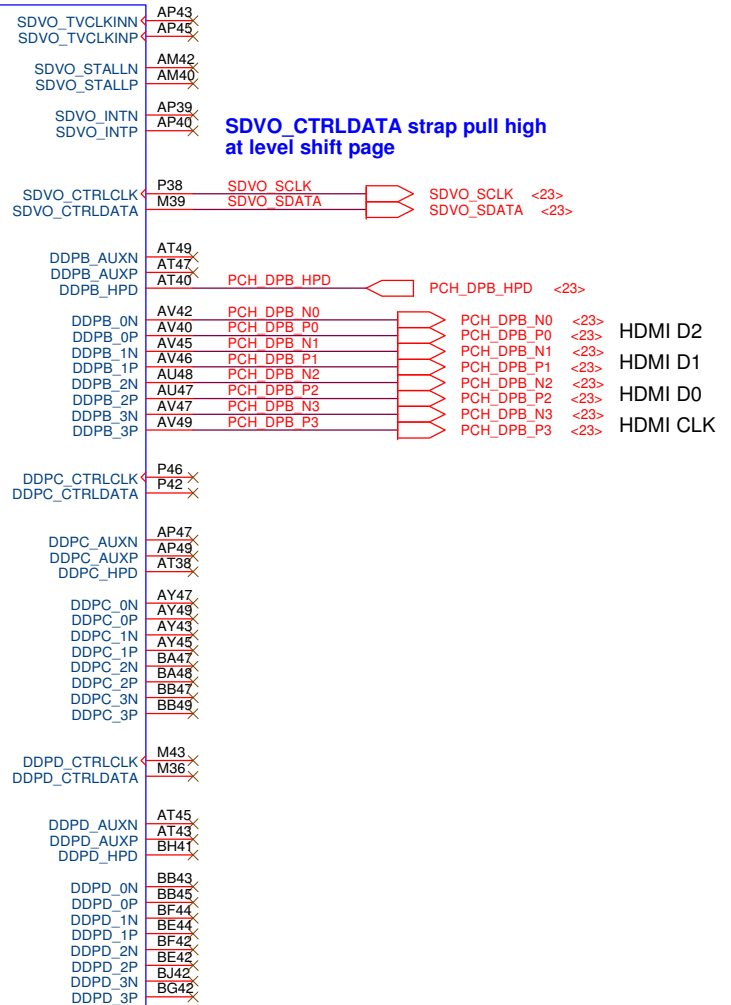 SDVO_TVCLKINN AP43
SDVO_TVCLKINP AP45
SDVO_STALLN AM42
SDVO_STALLP AM40
SDVO_INTN AP39
SDVO_INTP AP40
SDVO_CTRLDATA strap pull high
at level shift page
SDVO_CTRLCLK P38 SDVO_SCLK SDVO_SCLK <23>
SDVO_CTRLDATA M39 SDVO_SDATA SDVO_SDATA <23>
DDPB_AUXN AT49
DDPB_AUXP AT47
DDPB_HPD AT40 PCH_DPB_HPD PCH_DPB_HPD <23>
DDPB_0N AV42 PCH_DPB_N0 PCH_DPB_N0 <23>
DDPB_0P AV40 PCH_DPB_P0 PCH_DPB_P0 <23> HDMI D2
DDPB_1N AV45 PCH_DPB_N1 PCH_DPB_N1 <23>
DDPB_1P AV46 PCH_DPB_P1 PCH_DPB_P1 <23> HDMI D1
DDPB_2N AU48 PCH_DPB_N2 PCH_DPB_N2 <23>
DDPB_2P AU47 PCH_DPB_P2 PCH_DPB_P2 <23> HDMI D0
DDPB_3N AV47 PCH_DPB_N3 PCH_DPB_N3 <23>
DDPB_3P AV49 PCH_DPB_P3 PCH_DPB_P3 <23> HDMI CLK
DDPC_CTRLCLK P46
DDPC_CTRLDATA P42
DDPC_AUXN AP47
DDPC_AUXP AP49
DDPC_HPD AT38
DDPC_0N AY47
DDPC_0P AY49
DDPC_1N AY43
DDPC_1P AY45
DDPC_2N BA47
DDPC_2P BA48
DDPC_3N BB47
DDPC_3P BB49
DDPD_CTRLCLK M43
DDPD_CTRLDATA M36
DDPD_AUXN AT45
DDPD_AUXP AT43
DDPD_HPD BH41
DDPD_0N BB43
DDPD_0P BB45
DDPD_1N BF44
DDPD_1P BE44
DDPD_2N BF42
DDPD_2P BE42
DDPD_3N BJ42
DDPD_3P BG42